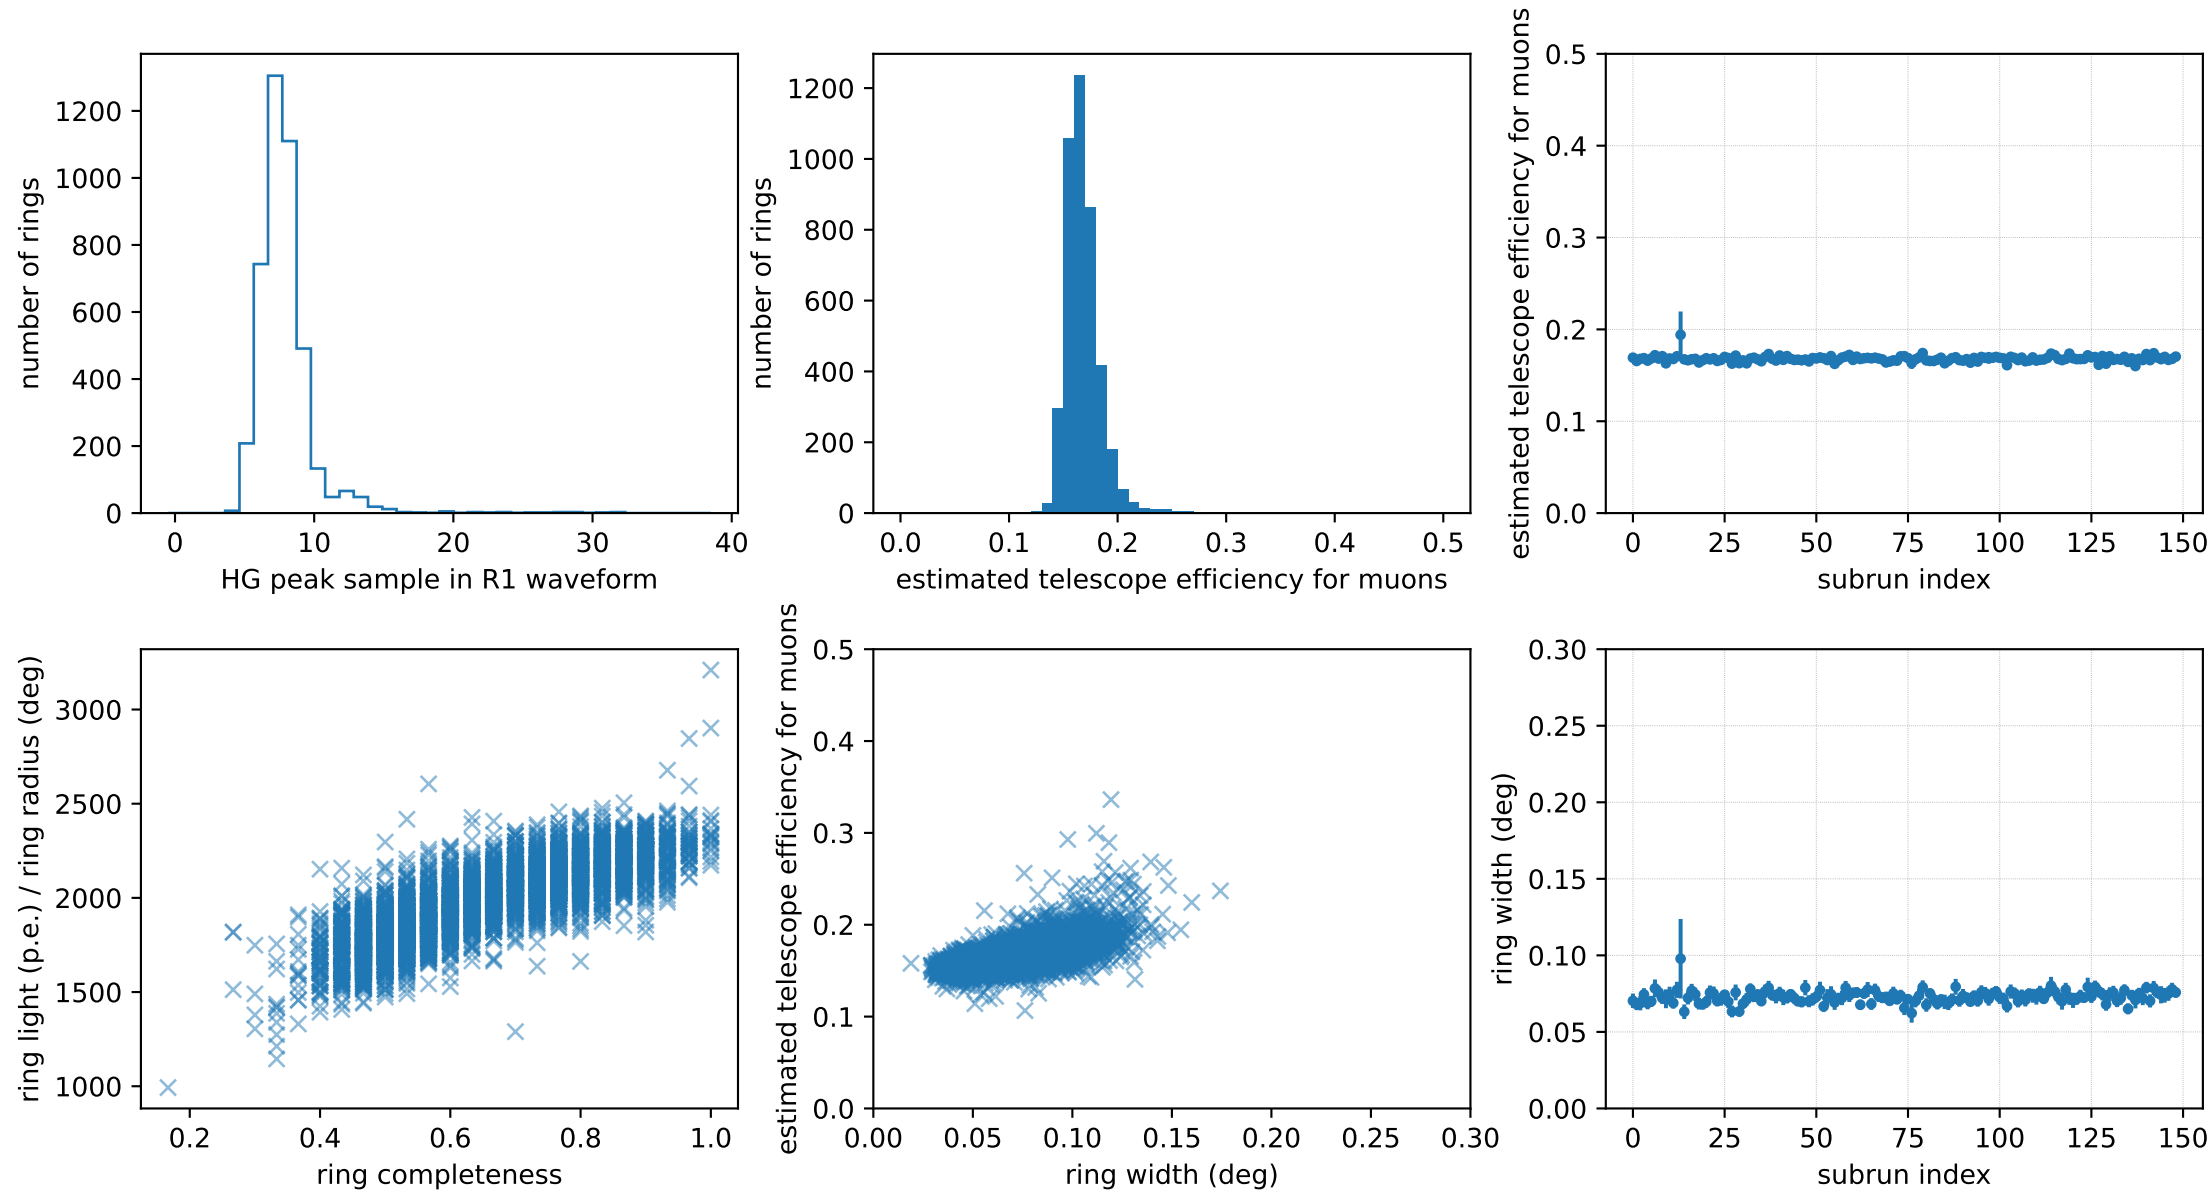 number of rings
1200
1000
800
600
400
200
0
0 10 20 30 40
HG peak sample in R1 waveform
number of rings
1200
1000
800
600
400
200
0
0.0 0.1 0.2 0.3 0.4 0.5
estimated telescope efficiency for muons
estimated telescope efficiency for muons
0.5
0.4
0.3
0.2
0.1
0.0
0 25 50 75 100 125 150
subrun index
ring light (p.e.) / ring radius (deg)
3000
2500
2000
1500
1000
0.2 0.4 0.6 0.8 1.0
ring completeness
estimated telescope efficiency for muons
0.5
0.4
0.3
0.2
0.1
0.0
0.00 0.05 0.10 0.15 0.20 0.25 0.30
ring width (deg)
ring width (deg)
0.30
0.25
0.20
0.15
0.10
0.05
0.00
0 25 50 75 100 125 150
subrun index